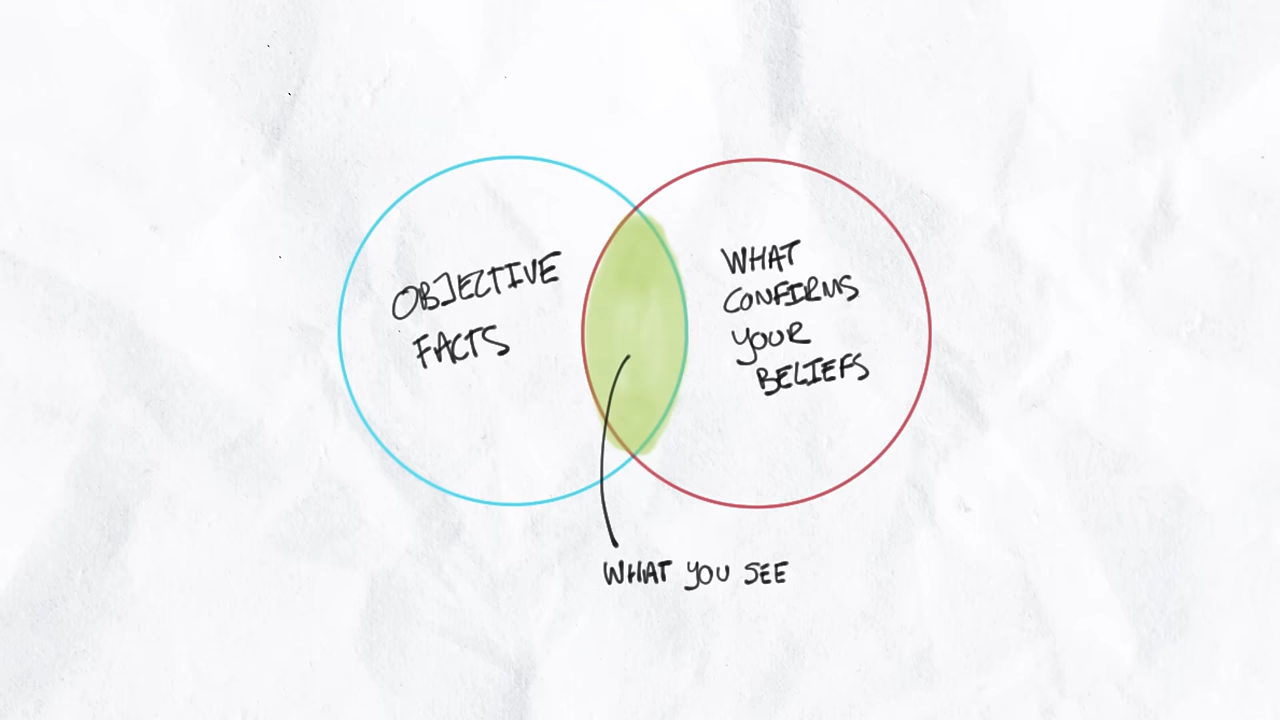 OBJECTIVE
FACTS
WHAT
CONFIRMS
YOUR
BELIEFS
WHAT YOU SEE